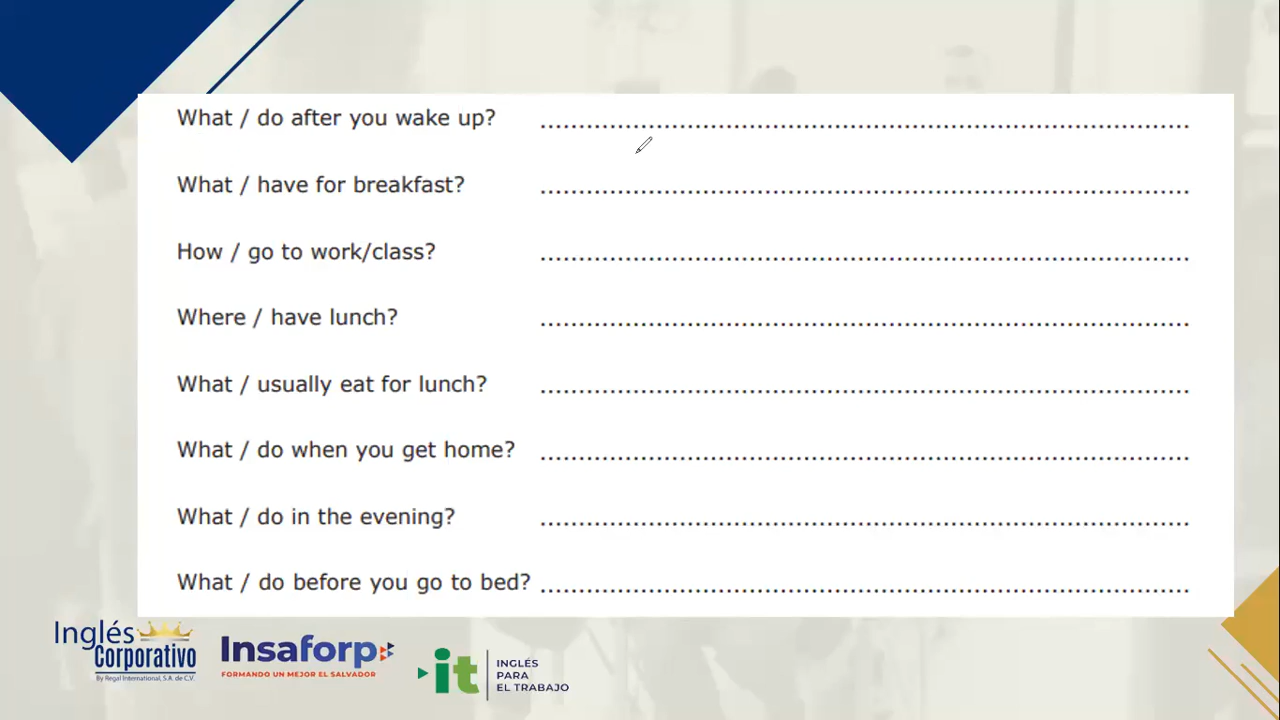 What / do after you wake up? ..................................................................................
What / have for breakfast? ..................................................................................
How / go to work/class? ..................................................................................
Where / have lunch? ..................................................................................
What / usually eat for lunch? ..................................................................................
What / do when you get home? ..................................................................................
What / do in the evening? ..................................................................................
What / do before you go to bed? ..................................................................................
Inglés
Corporativo
By Regal International, S.A. de C.V.
Insaforp
FORMANDO UN MEJOR EL SALVADOR
it
INGLÉS
PARA
EL TRABAJO